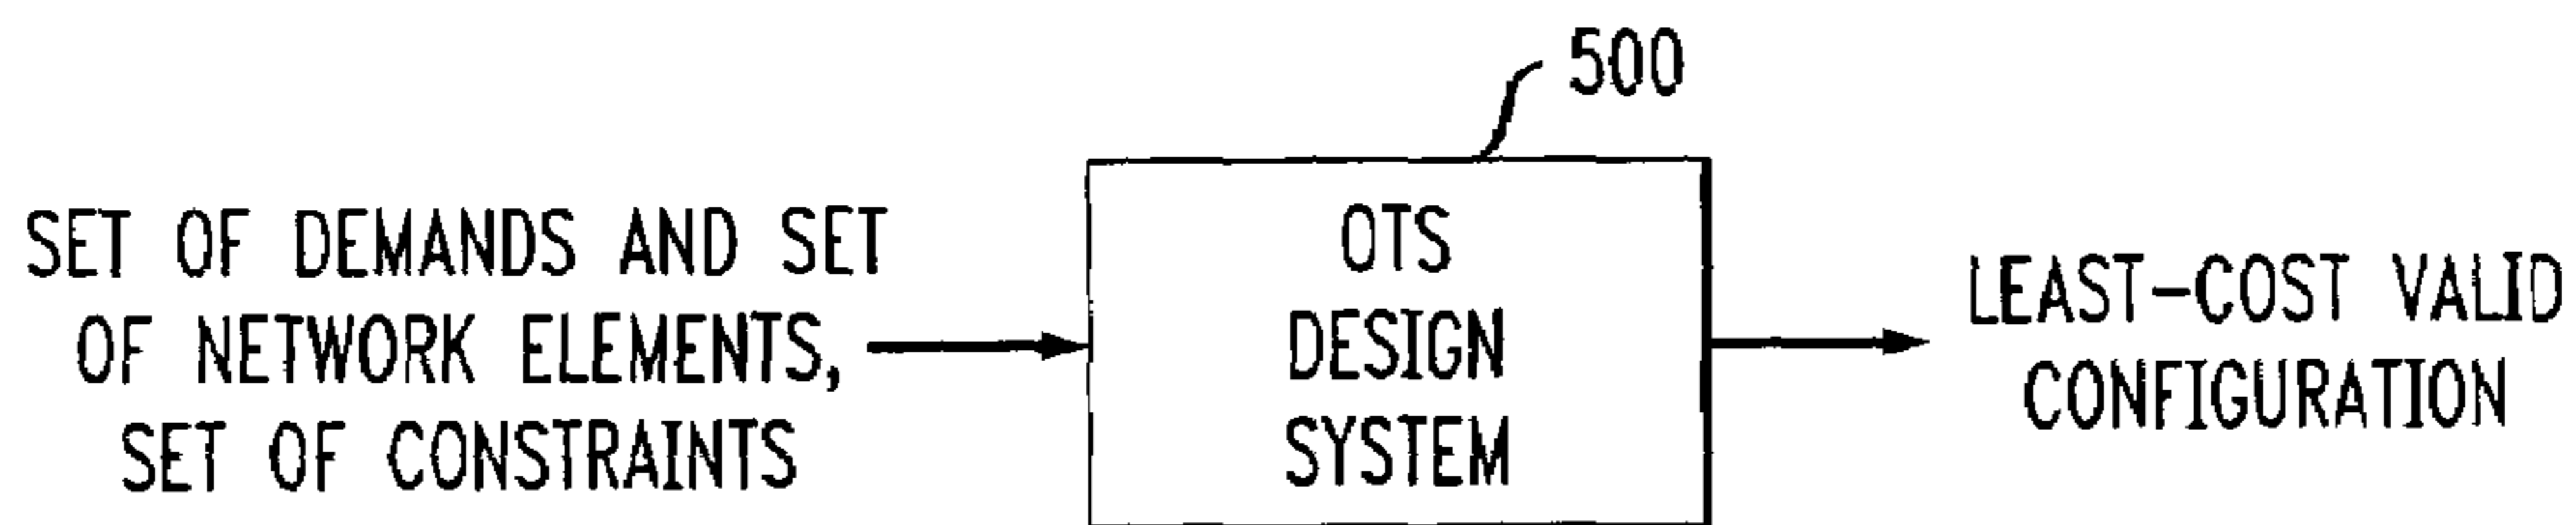 500
SET OF DEMANDS AND SET
OF NETWORK ELEMENTS,
SET OF CONSTRAINTS
OTS
DESIGN
SYSTEM
LEAST-COST VALID
CONFIGURATION